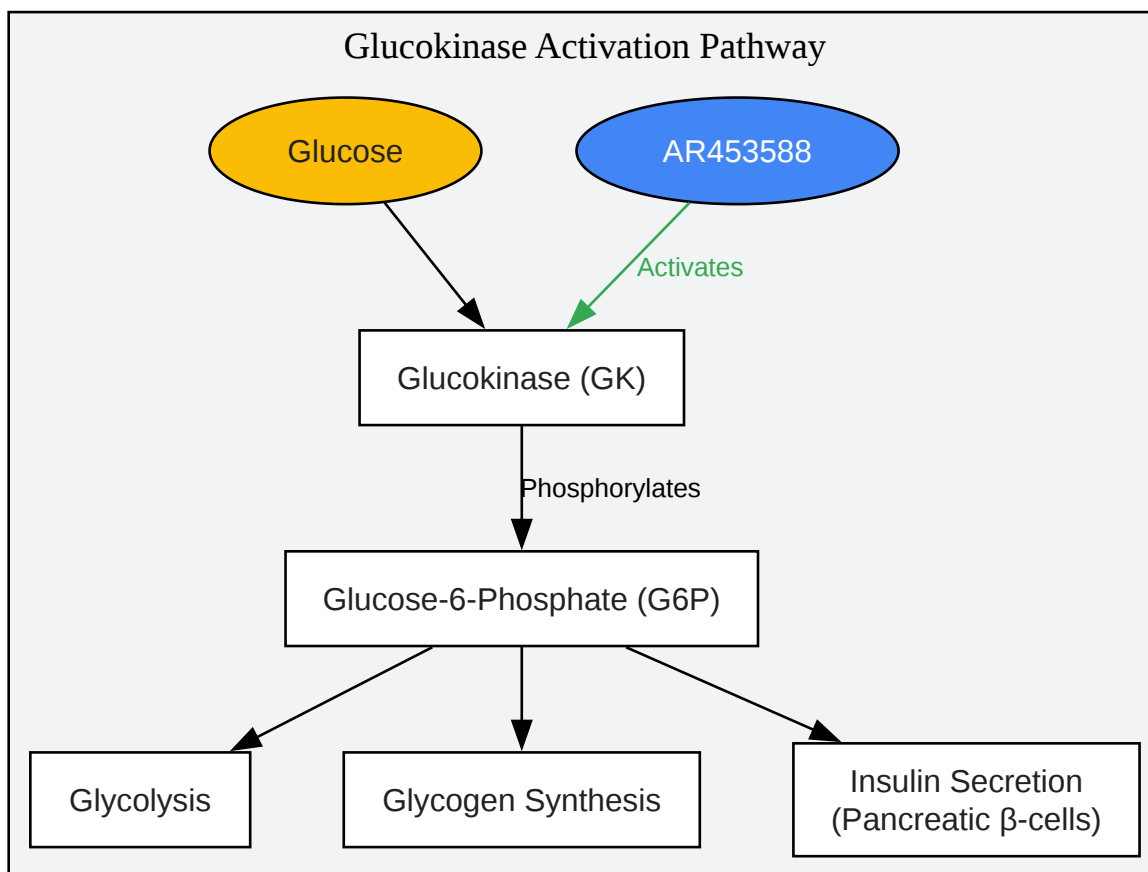 Glucokinase Activation Pathway
Glucose
AR453588
Activates
Glucokinase (GK)
Phosphorylates
Glucose-6-Phosphate (G6P)
Glycolysis
Glycogen Synthesis
Insulin Secretion
(Pancreatic β-cells)